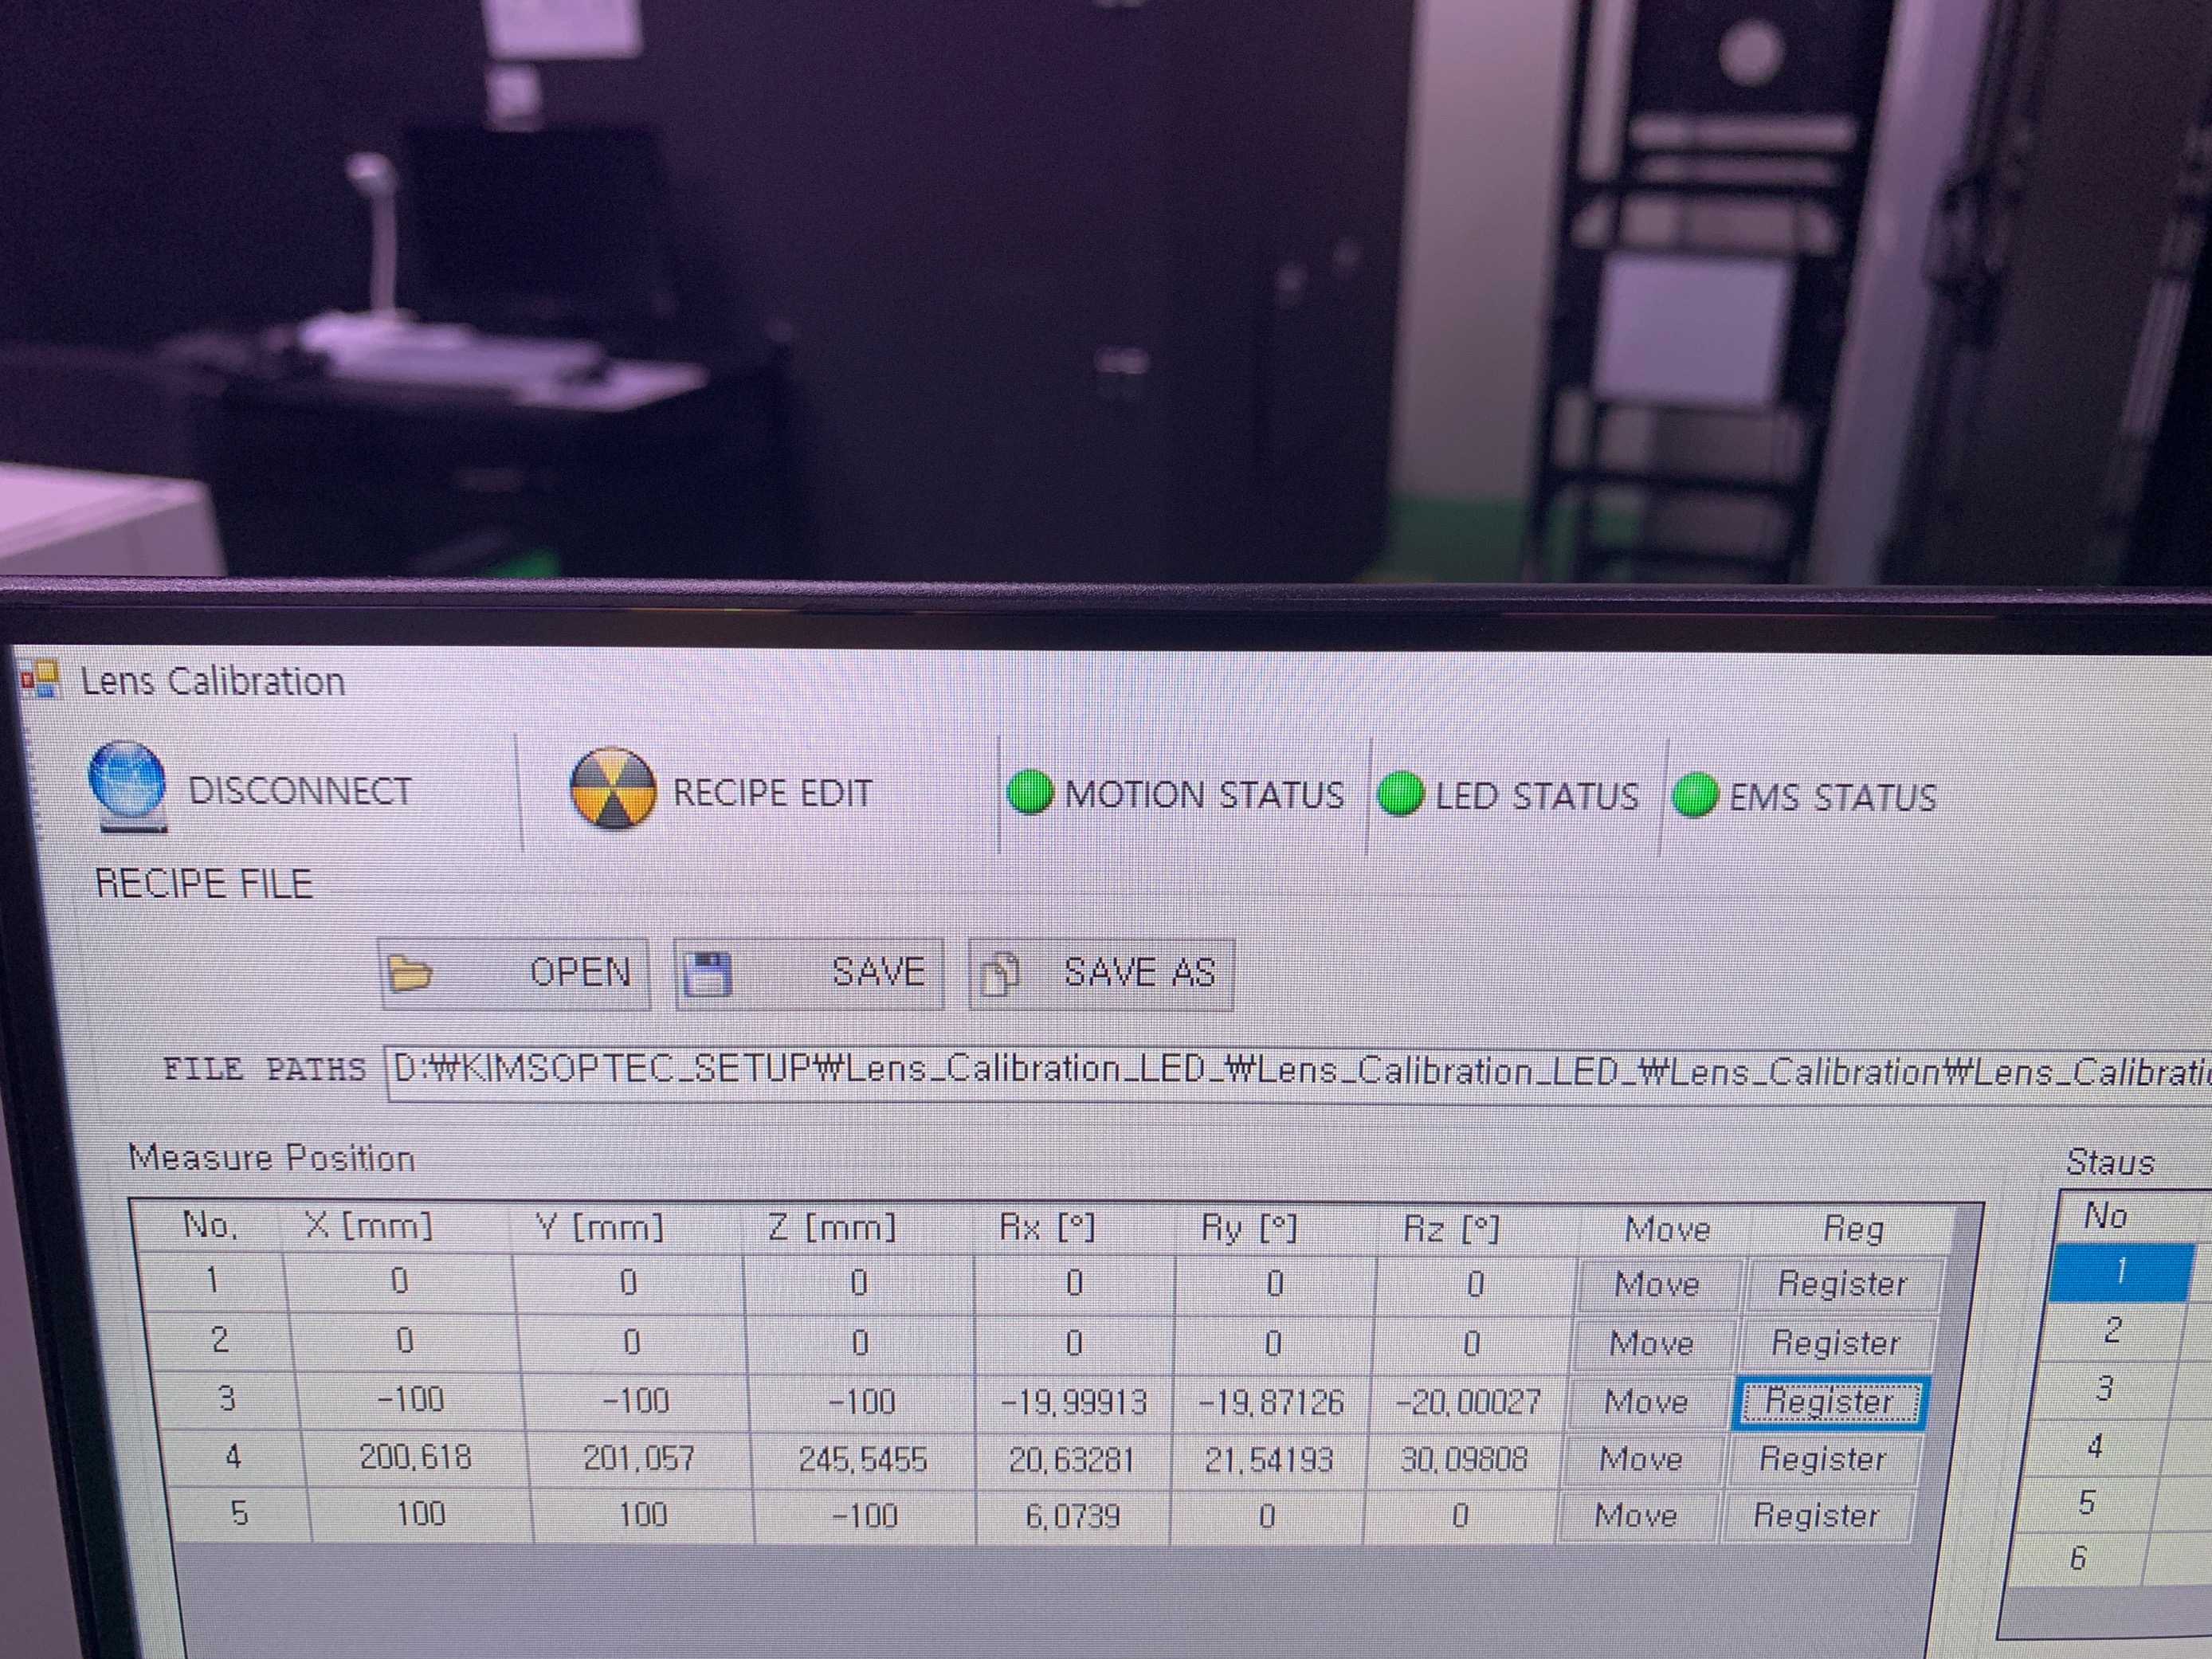 Lens Calibration
DISCONNECT RECIPE EDIT MOTION STATUS LED STATUS EMS STATUS
RECIPE FILE
OPEN SAVE SAVE AS
FILE PATHS D:₩KIMSOPTEC_SETUP₩Lens_Calibration_LED_₩Lens_Calibration_LED_₩Lens_Calibration₩Lens_Calibratio
Measure Position
No. X [mm] Y [mm] Z [mm] Rx [°] Ry [°] Rz [°] Move Reg
1 0 0 0 0 0 0 Move Register
2 0 0 0 0 0 0 Move Register
3 -100 -100 -100 -19,99913 -19,87126 -20,00027 Move Register
4 200,618 201,057 245,5455 20,63281 21,54193 30,09808 Move Register
5 100 100 -100 6,0739 0 0 Move Register
Staus
No
1
2
3
4
5
6